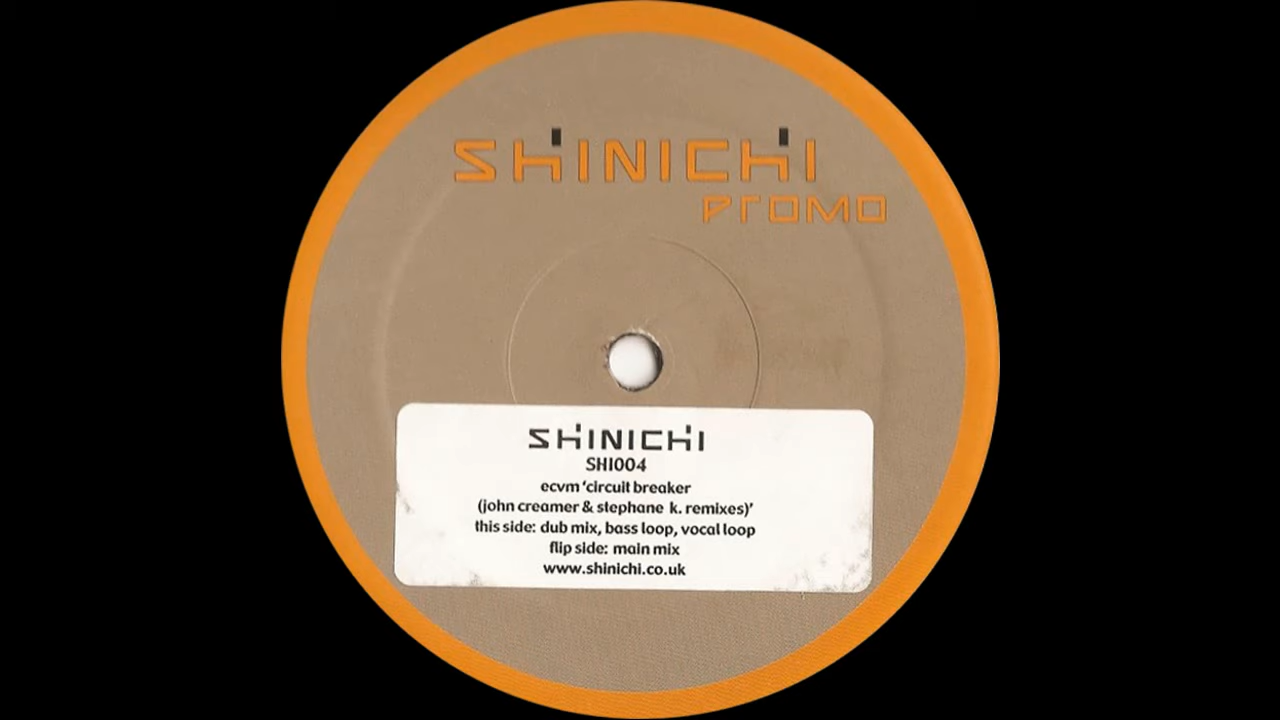 SHINICHI
PROMO
SHINICHI
SHI004
ecvm ‘circuit breaker
(john creamer & stephane k. remixes)’
this side: dub mix, bass loop, vocal loop
flip side: main mix
www.shinichi.co.uk